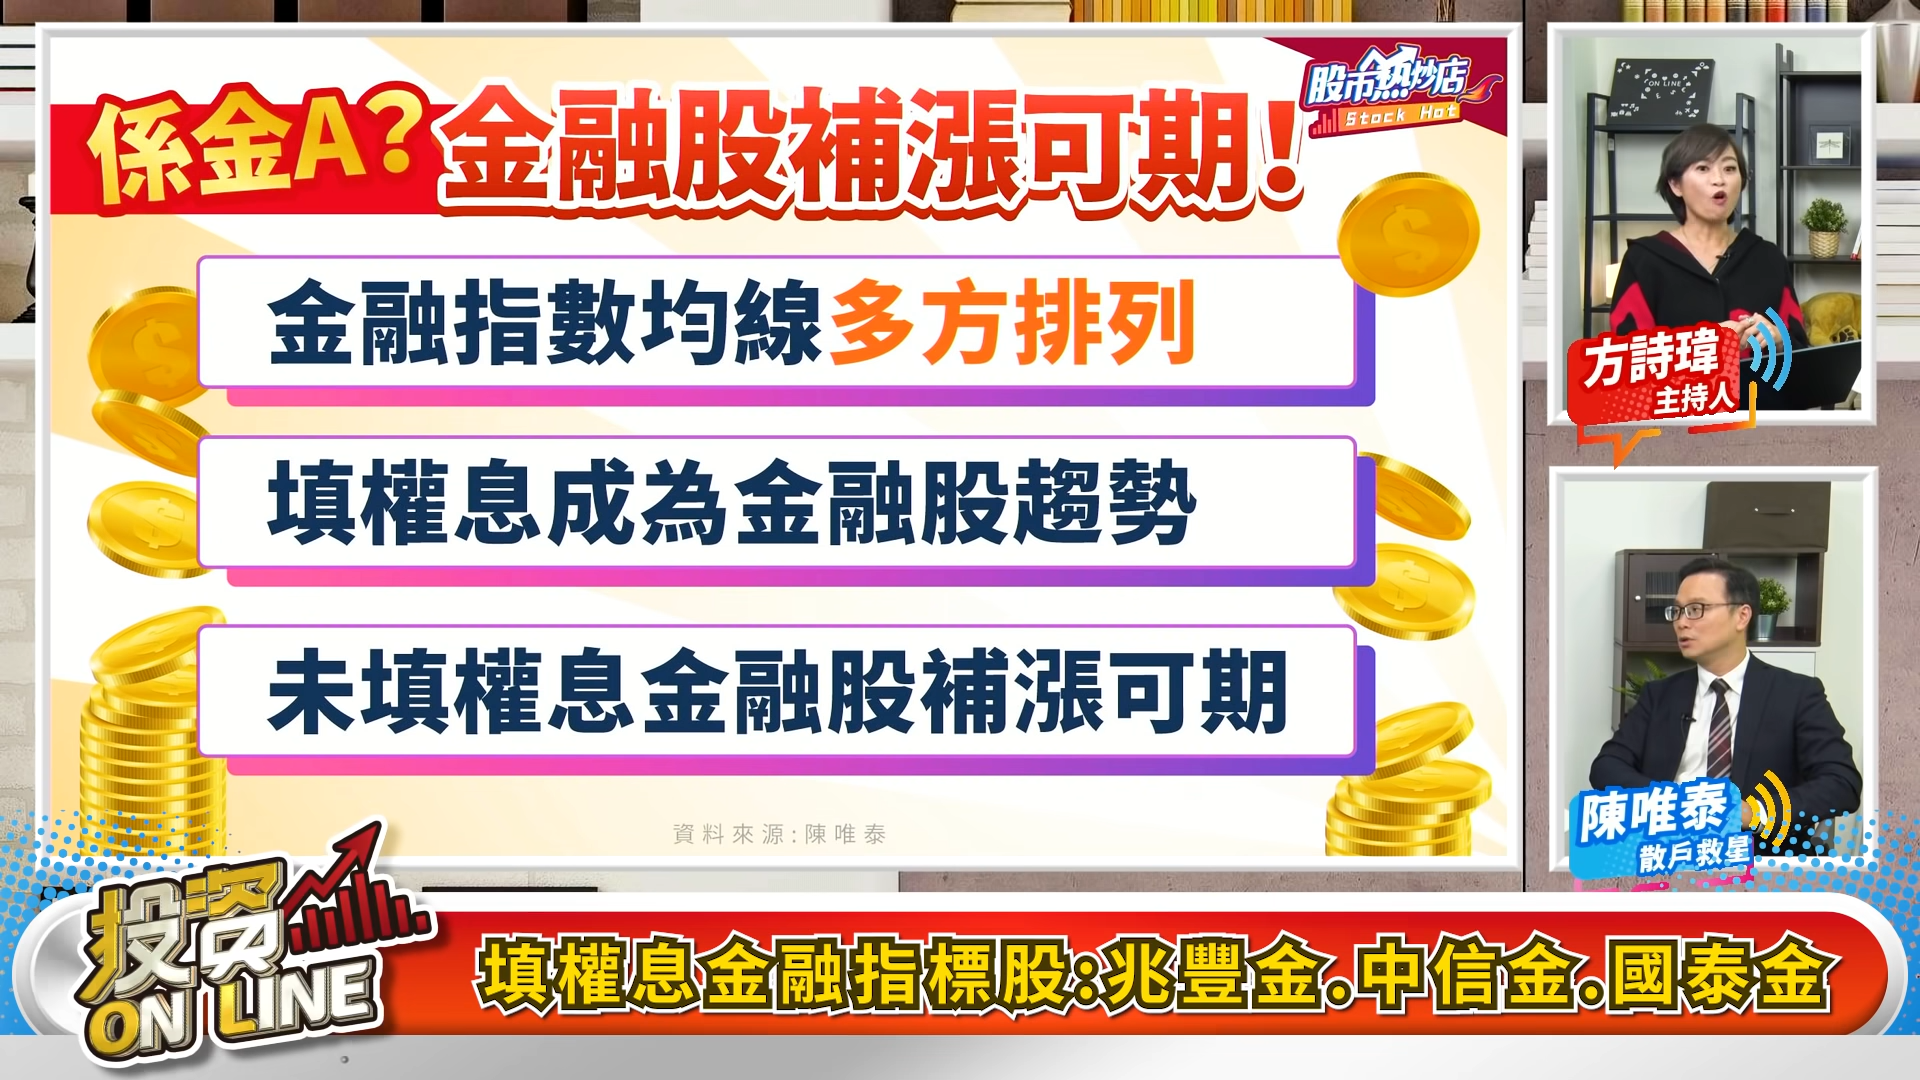 係金A?金融股補漲可期!
股市熱炒店
Stock Hot
金融指數均線多方排列
填權息成為金融股趨勢
未填權息金融股補漲可期
資料來源:陳唯泰
ON LINE
方詩瑋
主持人
陳唯泰
散戶救星
投資
ON LINE
填權息金融指標股:兆豐金.中信金.國泰金